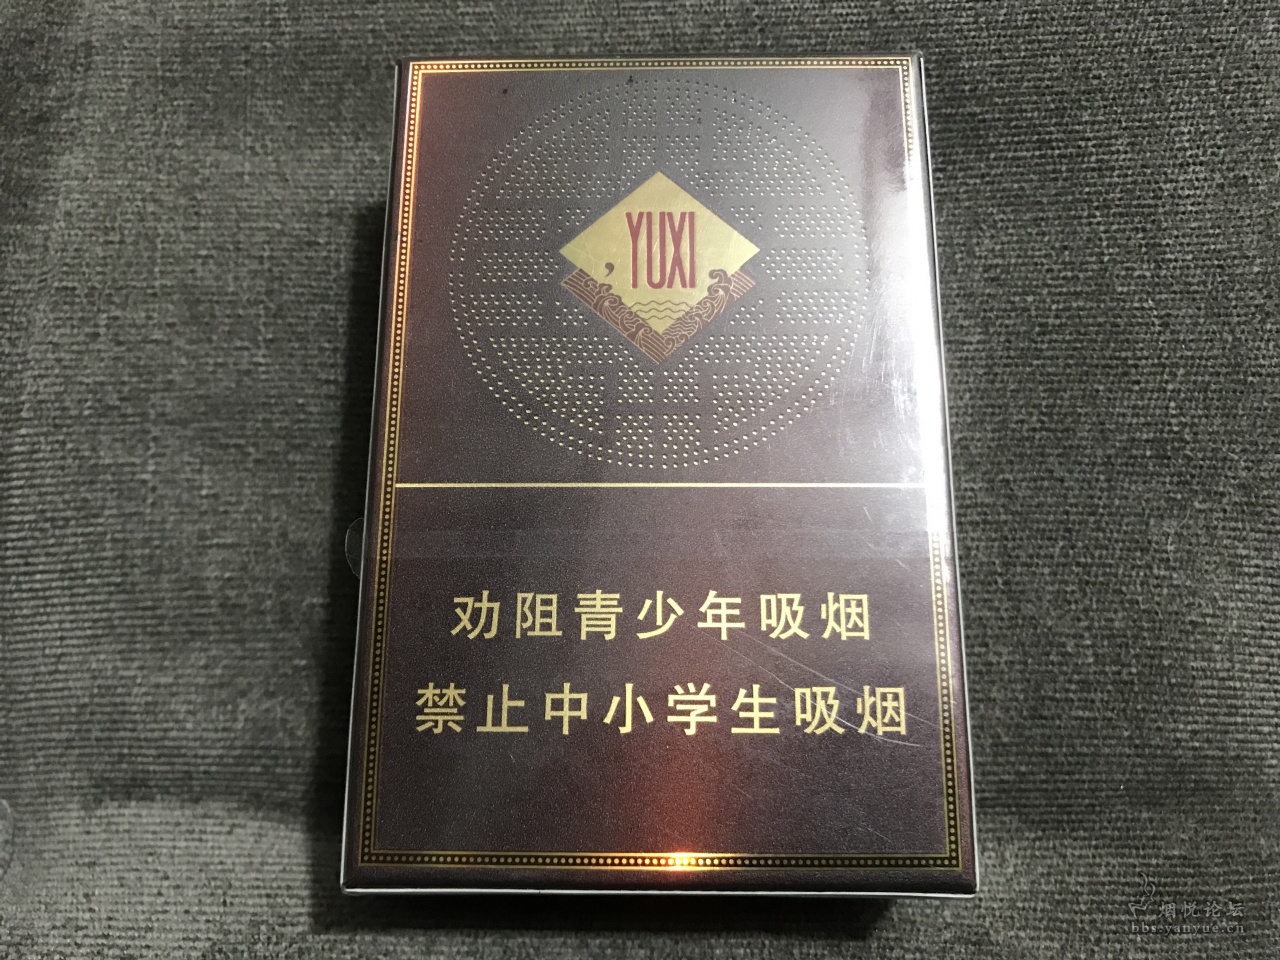 YUXI
劝阻青少年吸烟
禁止中小学生吸烟
烟悦论坛
bbs.yanyue.cn